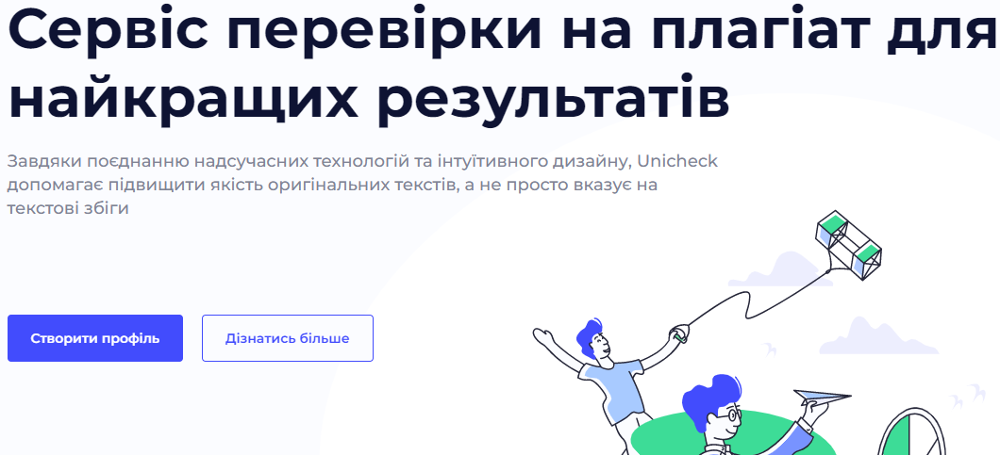 Сервіс перевірки на плагіат для
найкращих результатів
Завдяки поєднанню надсучасних технологій та інтуїтивного дизайну, Unicheck
допомагає підвищити якість оригінальних текстів, а не просто вказує на
текстові збіги
Створити профіль
Дізнатись більше